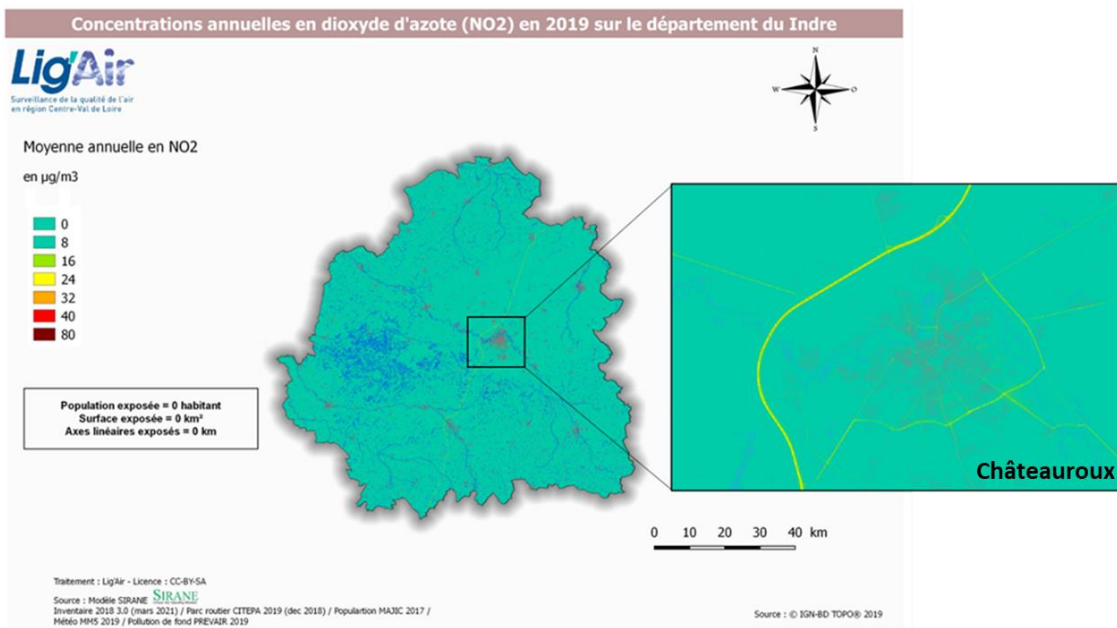 Concentrations annuelles en dioxyde d'azote (NO2) en 2019 sur le département du Indre
Lig'Air
Surveillance de la qualité de l'air
en région Centre-Val de Loire
N
W
O
S
Moyenne annuelle en NO2
en µg/m3
0
8
16
24
32
40
80
Population exposée = 0 habitant
Surface exposée = 0 km²
Axes linéaires exposés = 0 km
Châteauroux
0 10 20 30 40 km
Traitement : Lig'Air - Licence : CC-BY-SA
Source : Modèle SIRANE SIRANE
Inventaire 2018 3.0 (mars 2021) / Parc routier CITEPA 2019 (dec 2018) / Populartion MAJIC 2017 /
Météo MM5 2019 / Pollution de fond PREVAIR 2019
Source : © IGN-BD TOPO® 2019